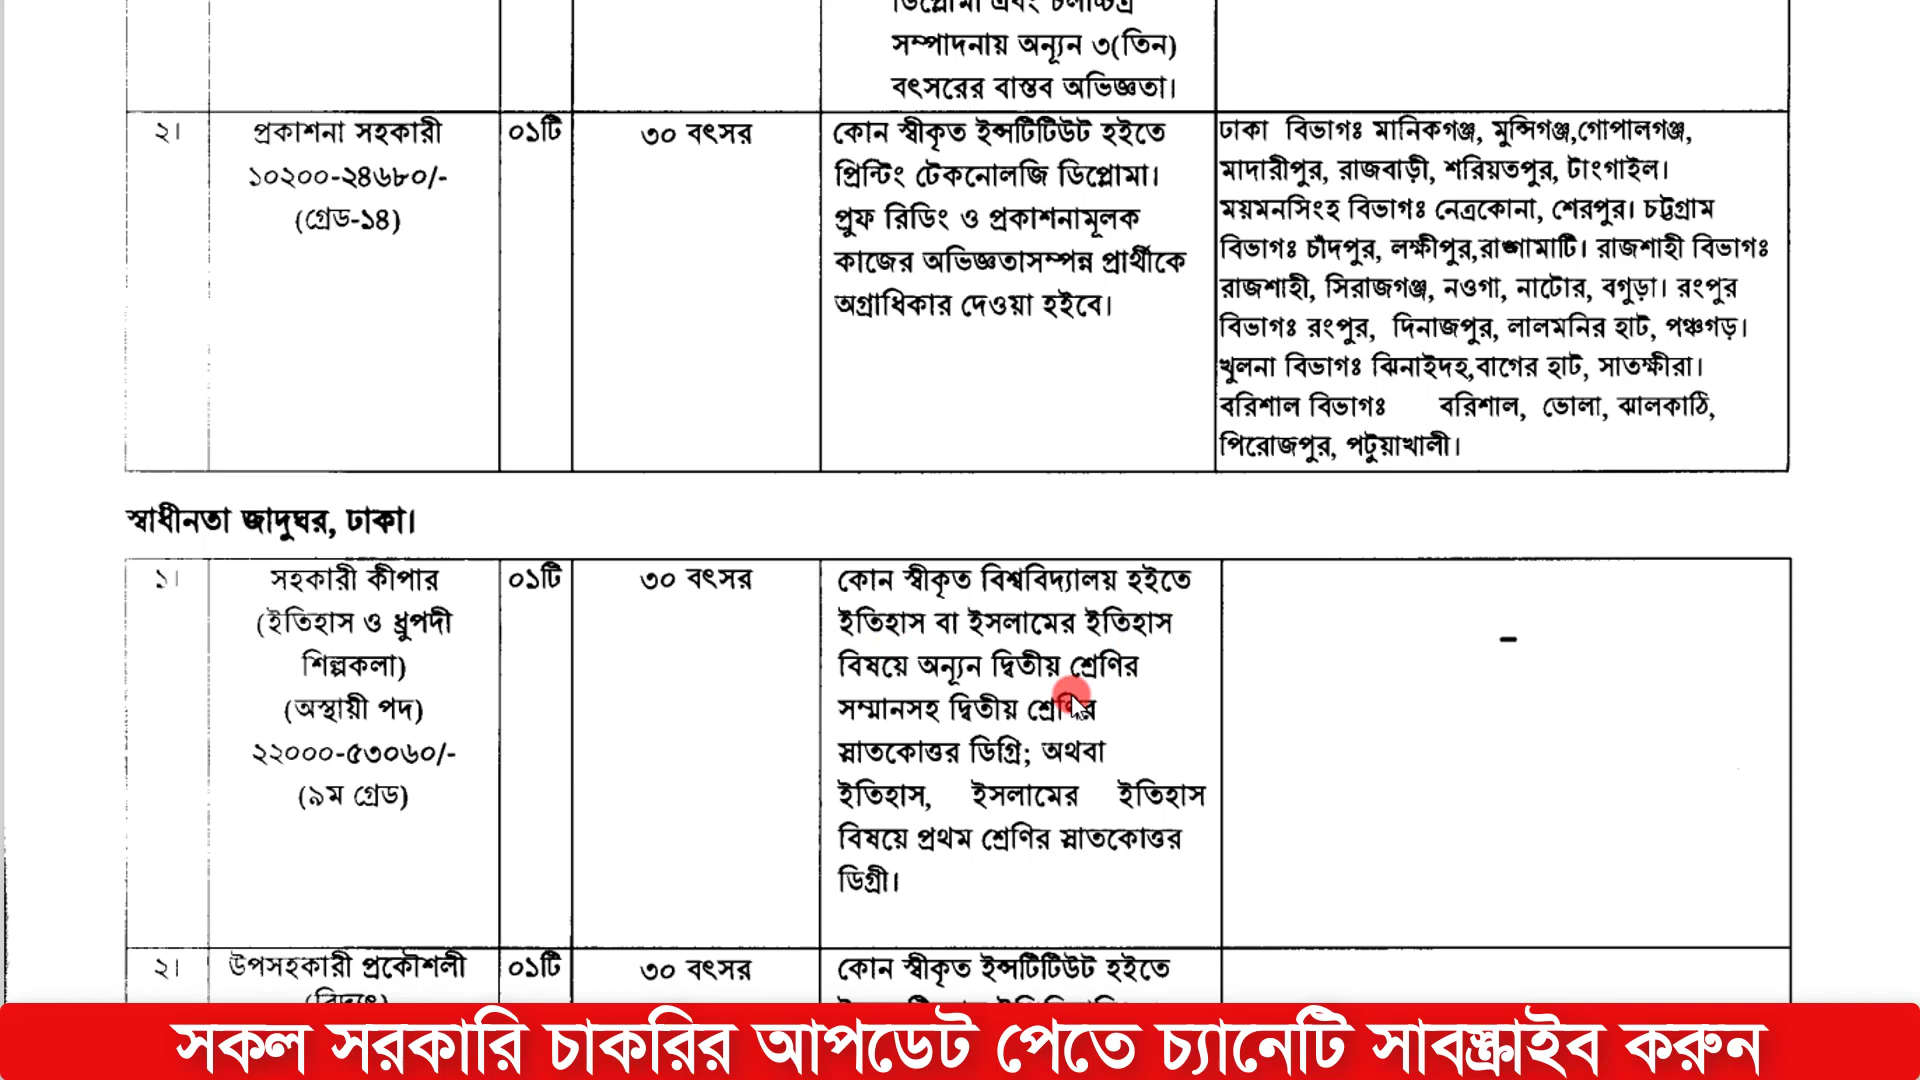 ডিপ্লোমা এবং চলচ্চিত্র
সম্পাদনায় অন্যূন ৩(তিন)
বৎসরের বাস্তব অভিজ্ঞতা।
২। প্রকাশনা সহকারী ০১টি ৩০ বৎসর
১০২০০-২৪৬৮০/-
(গ্রেড-১৪)
কোন স্বীকৃত ইন্সটিটিউট হইতে
প্রিন্টিং টেকনোলজি ডিপ্লোমা।
প্রুফ রিডিং ও প্রকাশনামূলক
কাজের অভিজ্ঞতাসম্পন্ন প্রার্থীকে
অগ্রাধিকার দেওয়া হইবে।
ঢাকা বিভাগঃ মানিকগঞ্জ, মুন্সিগঞ্জ,গোপালগঞ্জ,
মাদারীপুর, রাজবাড়ী, শরিয়তপুর, টাংগাইল।
ময়মনসিংহ বিভাগঃ নেত্রকোনা, শেরপুর। চট্টগ্রাম
বিভাগঃ চাঁদপুর, লক্ষীপুর,রাঙ্গামাটি। রাজশাহী বিভাগঃ
রাজশাহী, সিরাজগঞ্জ, নওগা, নাটোর, বগুড়া। রংপুর
বিভাগঃ রংপুর, দিনাজপুর, লালমনির হাট, পঞ্চগড়।
খুলনা বিভাগঃ ঝিনাইদহ,বাগের হাট, সাতক্ষীরা।
বরিশাল বিভাগঃ বরিশাল, ভোলা, ঝালকাঠি,
পিরোজপুর, পটুয়াখালী।
স্বাধীনতা জাদুঘর, ঢাকা।
১। সহকারী কীপার ০১টি ৩০ বৎসর
(ইতিহাস ও ধ্রুপদী
শিল্পকলা)
(অস্থায়ী পদ)
২২০০০-৫৩০৬০/-
(৯ম গ্রেড)
কোন স্বীকৃত বিশ্ববিদ্যালয় হইতে
ইতিহাস বা ইসলামের ইতিহাস
বিষয়ে অন্যূন দ্বিতীয় শ্রেণির
সম্মানসহ দ্বিতীয় শ্রেণির
স্নাতকোত্তর ডিগ্রি; অথবা
ইতিহাস, ইসলামের ইতিহাস
বিষয়ে প্রথম শ্রেণির স্নাতকোত্তর
ডিগ্রী।
–
২। উপসহকারী প্রকৌশলী ০১টি ৩০ বৎসর কোন স্বীকৃত ইন্সটিটিউট হইতে
(বিদ্যুৎ)
সকল সরকারি চাকরির আপডেট পেতে চ্যানেটি সাবস্ক্রাইব করুন